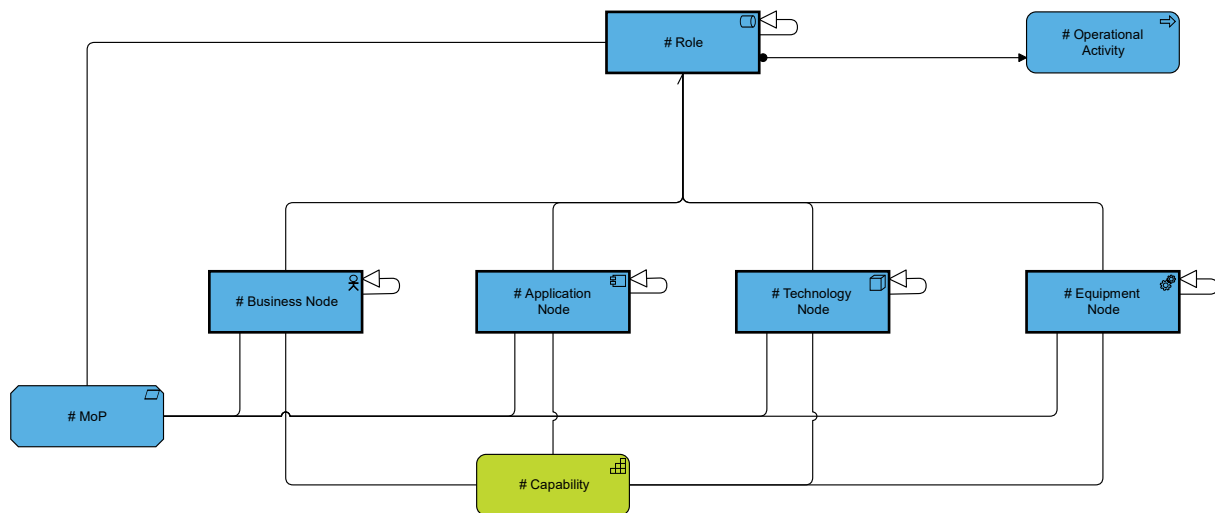 # Role
# Operational
Activity
# Business Node
# Application
Node
# Technology
Node
# Equipment
Node
# MoP
# Capability